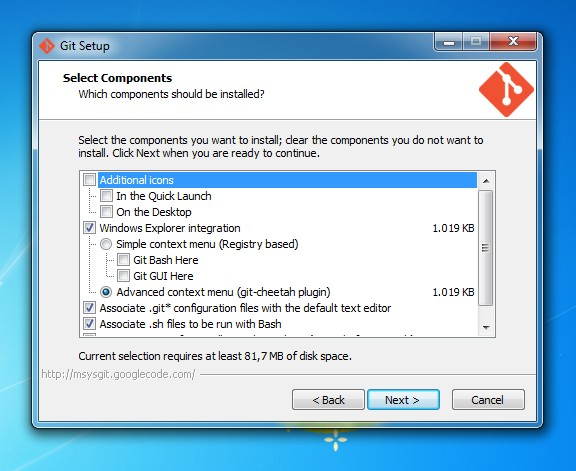 Git Setup
Select Components
Which components should be installed?
Select the components you want to install; clear the components you do not want to
install. Click Next when you are ready to continue.
Additional icons
In the Quick Launch
On the Desktop
Windows Explorer integration 1.019 KB
Simple context menu (Registry based)
Git Bash Here
Git GUI Here
Advanced context menu (git-cheetah plugin) 1.019 KB
Associate .git* configuration files with the default text editor
Associate .sh files to be run with Bash
Current selection requires at least 81,7 MB of disk space.
http://msysgit.googlecode.com/
< Back Next > Cancel